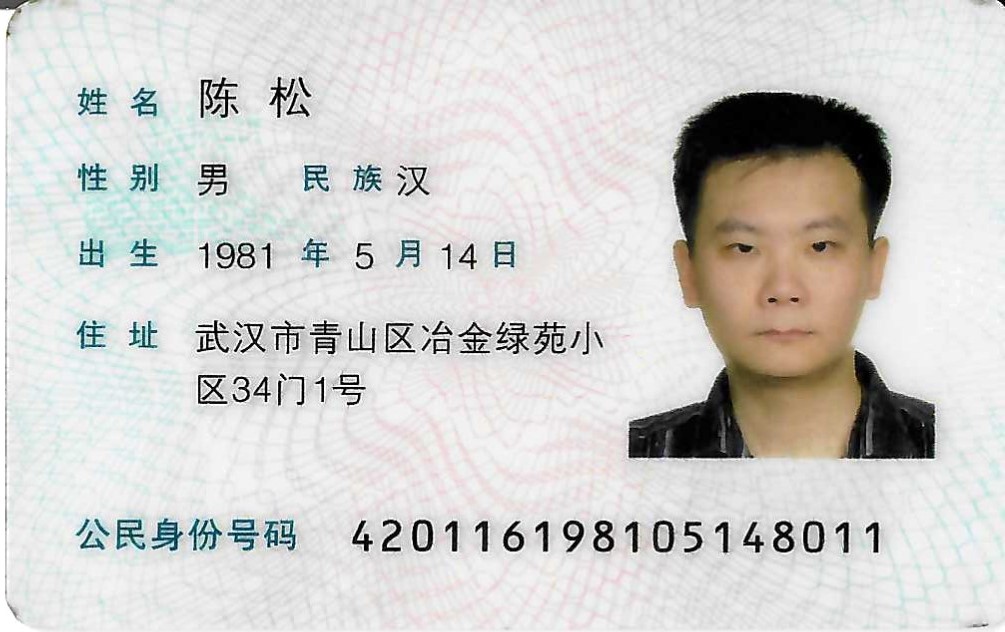 姓名 陈松
性别 男 民族 汉
出生 1981 年 5 月 14 日
住址 武汉市青山区冶金绿苑小
区34门1号
公民身份号码 420116198105148011